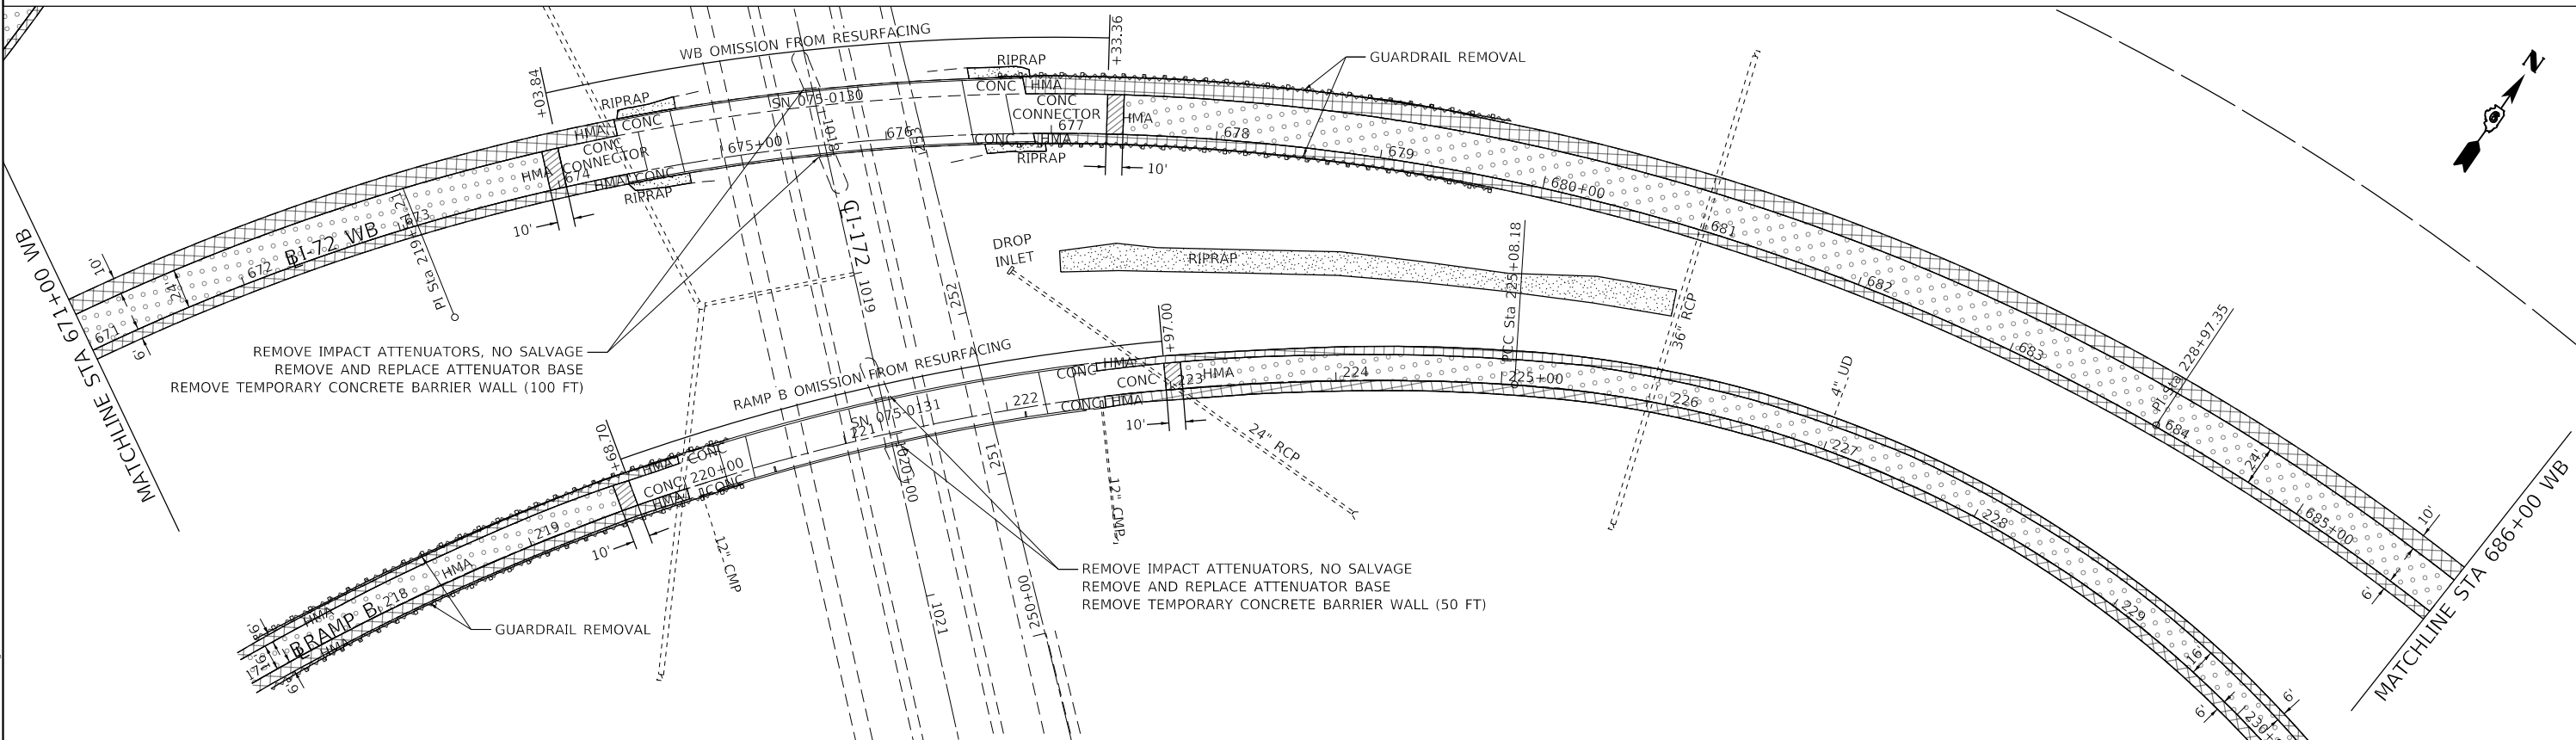 WB OMISSION FROM RESURFACING
+33.36
+03.84
RIPRAP
GUARDRAIL REMOVAL
N
RIPRAP
CONC
HMA
SN 075-0130
HMA
CONC
CONC
CONNECTOR
HMA
CONC
CONNECTOR
HMA
674
HMA
CONC
RIPRAP
675+00
1018
676
253
CONC
HMA
677
RIPRAP
10'
10'
678
679
680+00
681
682
683
684
685+00
MATCHLINE STA 671+00 WB
10'
24'
6'
671
672
673
I-72 WB
I-172
1019
252
DROP
INLET
RIPRAP
PCC Sta 225+08.18
36" RCP
PI Sta 228+97.35
24'
10'
6'
MATCHLINE STA 686+00 WB
REMOVE IMPACT ATTENUATORS, NO SALVAGE
REMOVE AND REPLACE ATTENUATOR BASE
REMOVE TEMPORARY CONCRETE BARRIER WALL (100 FT)
RAMP B OMISSION FROM RESURFACING
+97.00
+68.70
CONC
HMA
CONC
223
HMA
224
225+00
226
227
228
229
4" UD
SN 075-0131
221
222
CONC
HMA
10'
24" RCP
12" CMP
HMA
CONC
CONC
220+00
HMA
CONC
10'
12" CMP
1020+00
251
219
HMA
218
HMA
RAMP B
HMA
6'
16'
6'
217
GUARDRAIL REMOVAL
1021
250+00
REMOVE IMPACT ATTENUATORS, NO SALVAGE
REMOVE AND REPLACE ATTENUATOR BASE
REMOVE TEMPORARY CONCRETE BARRIER WALL (50 FT)
16'
6'
6'